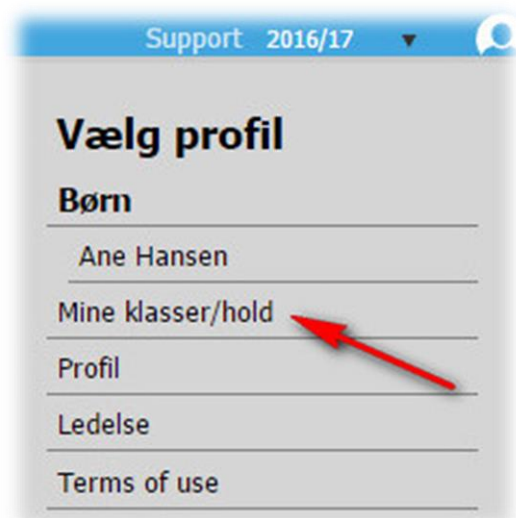 Support 2016/17
Vælg profil
Børn
Ane Hansen
Mine klasser/hold
Profil
Ledelse
Terms of use